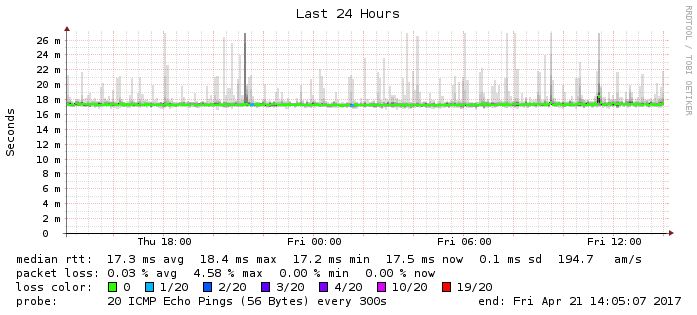 Last 24 Hours
RRDTOOL / TOBI OETIKER
Seconds
26 m
24 m
22 m
20 m
18 m
16 m
14 m
12 m
10 m
8 m
6 m
4 m
2 m
0
Thu 18:00 Fri 00:00 Fri 06:00 Fri 12:00
median rtt: 17.3 ms avg 18.4 ms max 17.2 ms min 17.5 ms now 0.1 ms sd 194.7 am/s
packet loss: 0.03 % avg 4.58 % max 0.00 % min 0.00 % now
loss color: 0 1/20 2/20 3/20 4/20 10/20 19/20
probe: 20 ICMP Echo Pings (56 Bytes) every 300s end: Fri Apr 21 14:05:07 2017